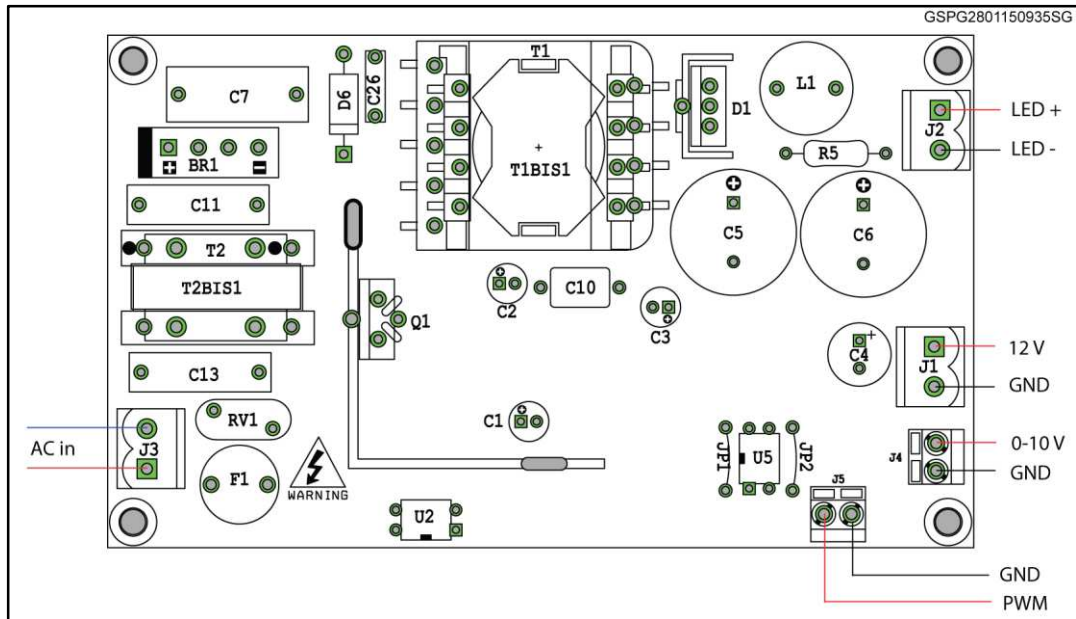 GSPG2801150935SG
C7
D6
C26
T1
+
T1BIS1
D1
L1
J2
LED +
LED -
R5
+
BR1
-
C11
T2
T2BIS1
+
C5
+
C6
+
C2
C10
C3
+
Q1
+
C4
J1
12 V
GND
C13
RV1
+
C1
AC in
J3
F1
WARNING
U2
JP1
U5
JP2
J4
0-10 V
GND
J5
GND
PWM